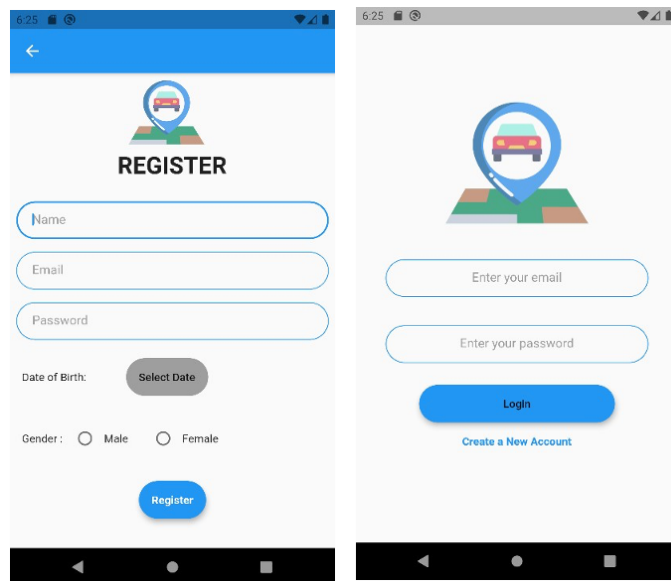 6:25
REGISTER
Name
Email
Password
Date of Birth: Select Date
Gender : Male Female
Register
6:25
Enter your email
Enter your password
Login
Create a New Account